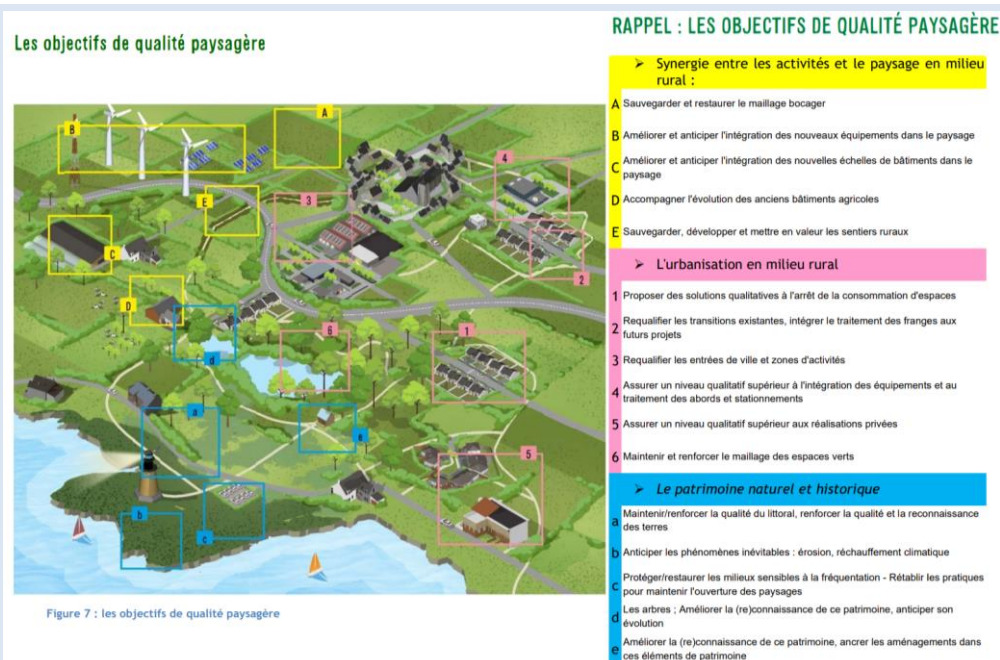 Les objectifs de qualité paysagère
B
A
E
3
4
2
C
D
d
6
1
a
e
b
c
5
Figure 7 : les objectifs de qualité paysagère
RAPPEL : LES OBJECTIFS DE QUALITÉ PAYSAGÈRE
➢ Synergie entre les activités et le paysage en milieu
rural :
A Sauvegarder et restaurer le maillage bocager
B Améliorer et anticiper l'intégration des nouveaux équipements dans le paysage
C Améliorer et anticiper l'intégration des nouvelles échelles de bâtiments dans le
paysage
D Accompagner l'évolution des anciens bâtiments agricoles
E Sauvegarder, développer et mettre en valeur les sentiers ruraux
➢ L'urbanisation en milieu rural
1 Proposer des solutions qualitatives à l'arrêt de la consommation d'espaces
2 Requalifier les transitions existantes, intégrer le traitement des franges aux
futurs projets
3 Requalifier les entrées de ville et zones d'activités
4 Assurer un niveau qualitatif supérieur à l'intégration des équipements et au
traitement des abords et stationnements
5 Assurer un niveau qualitatif supérieur aux réalisations privées
6 Maintenir et renforcer le maillage des espaces verts
➢ Le patrimoine naturel et historique
a Maintenir/renforcer la qualité du littoral, renforcer la qualité et la reconnaissance
des terres
b Anticiper les phénomènes inévitables : érosion, réchauffement climatique
c Protéger/restaurer les milieux sensibles à la fréquentation - Rétablir les pratiques
pour maintenir l'ouverture des paysages
d Les arbres ; Améliorer la (re)connaissance de ce patrimoine, anticiper son
évolution
e Améliorer la (re)connaissance de ce patrimoine, ancrer les aménagements dans
ces éléments de patrimoine